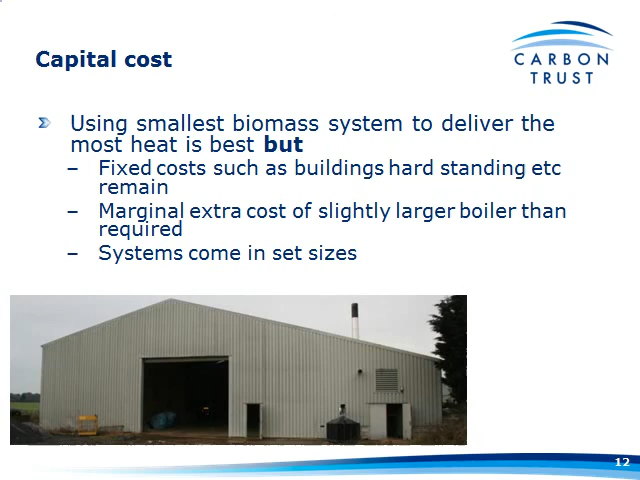 Capital cost
CARBON
TRUST
Using smallest biomass system to deliver the
most heat is best but
– Fixed costs such as buildings hard standing etc
remain
– Marginal extra cost of slightly larger boiler than
required
– Systems come in set sizes
12